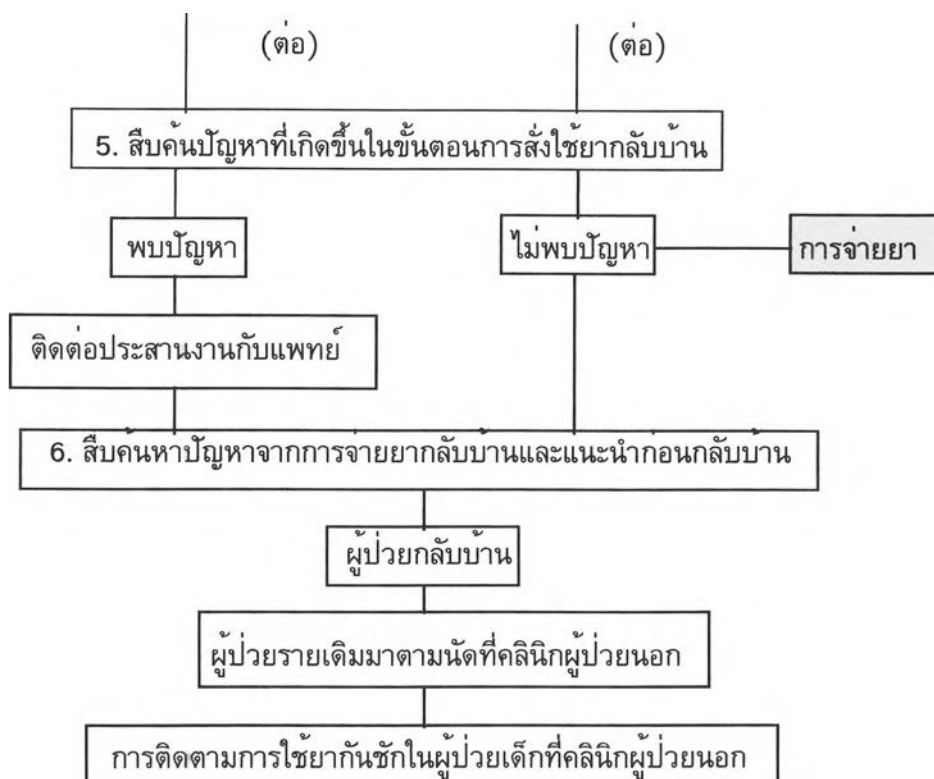 (ต่อ) (ต่อ)
5. สืบค้นปัญหาที่เกิดขึ้นในขั้นตอนการสั่งใช้ยากลับบ้าน
พบปัญหา ไม่พบปัญหา การจ่ายยา
ติดต่อประสานงานกับแพทย์
6. สืบคนหาปัญหาจากการจายยากลับบานและแนะนำกอนกลับบาน
ผู้ป่วยกลับบ้าน
ผู้ป่วยรายเดิมมาตามนัดที่คลินิกผู้ป่วยนอก
การติดตามการใช้ยากันชักในผู้ป่วยเด็กที่คลินิกผู้ป่วยนอก